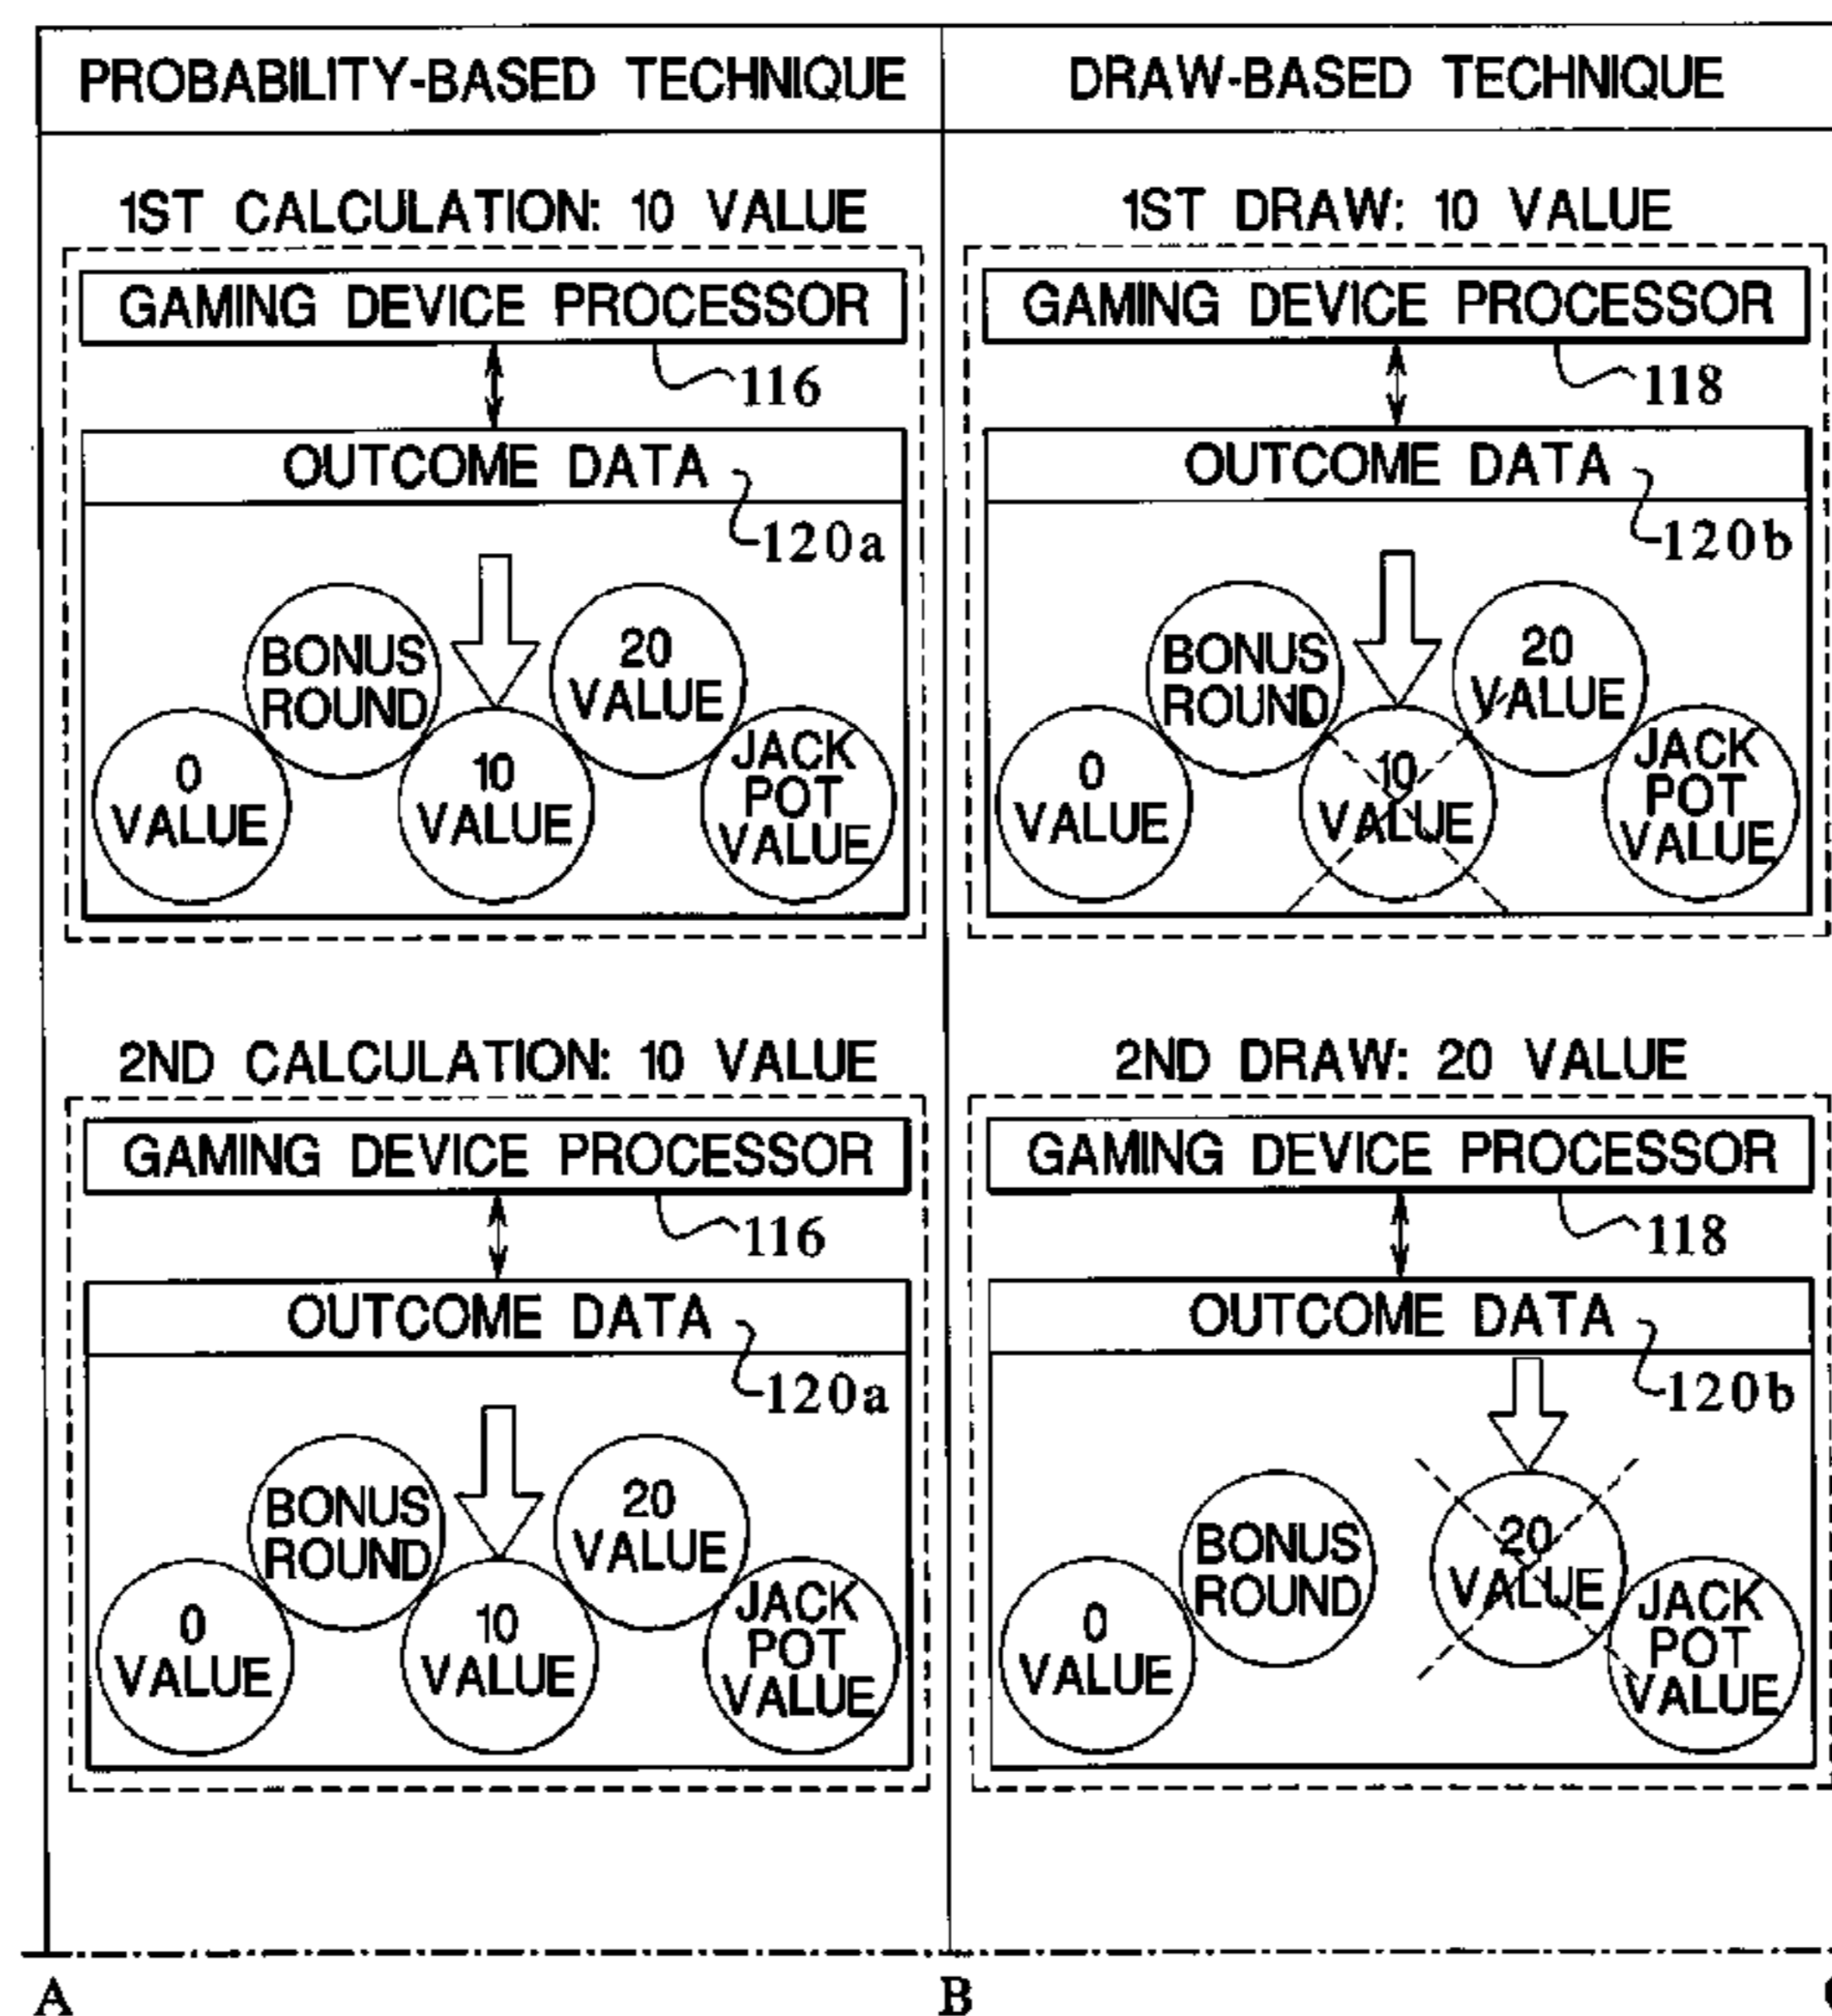 PROBABILITY-BASED TECHNIQUE
1ST CALCULATION: 10 VALUE
GAMING DEVICE PROCESSOR
116
OUTCOME DATA
120a
BONUS
ROUND
20
VALUE
0
VALUE
10
VALUE
JACK
POT
VALUE
2ND CALCULATION: 10 VALUE
GAMING DEVICE PROCESSOR
116
OUTCOME DATA
120a
BONUS
ROUND
20
VALUE
0
VALUE
10
VALUE
JACK
POT
VALUE
DRAW-BASED TECHNIQUE
1ST DRAW: 10 VALUE
GAMING DEVICE PROCESSOR
118
OUTCOME DATA
120b
BONUS
ROUND
20
VALUE
0
VALUE
10
VALUE
JACK
POT
VALUE
2ND DRAW: 20 VALUE
GAMING DEVICE PROCESSOR
118
OUTCOME DATA
120b
BONUS
ROUND
20
VALUE
0
VALUE
JACK
POT
VALUE
A
B